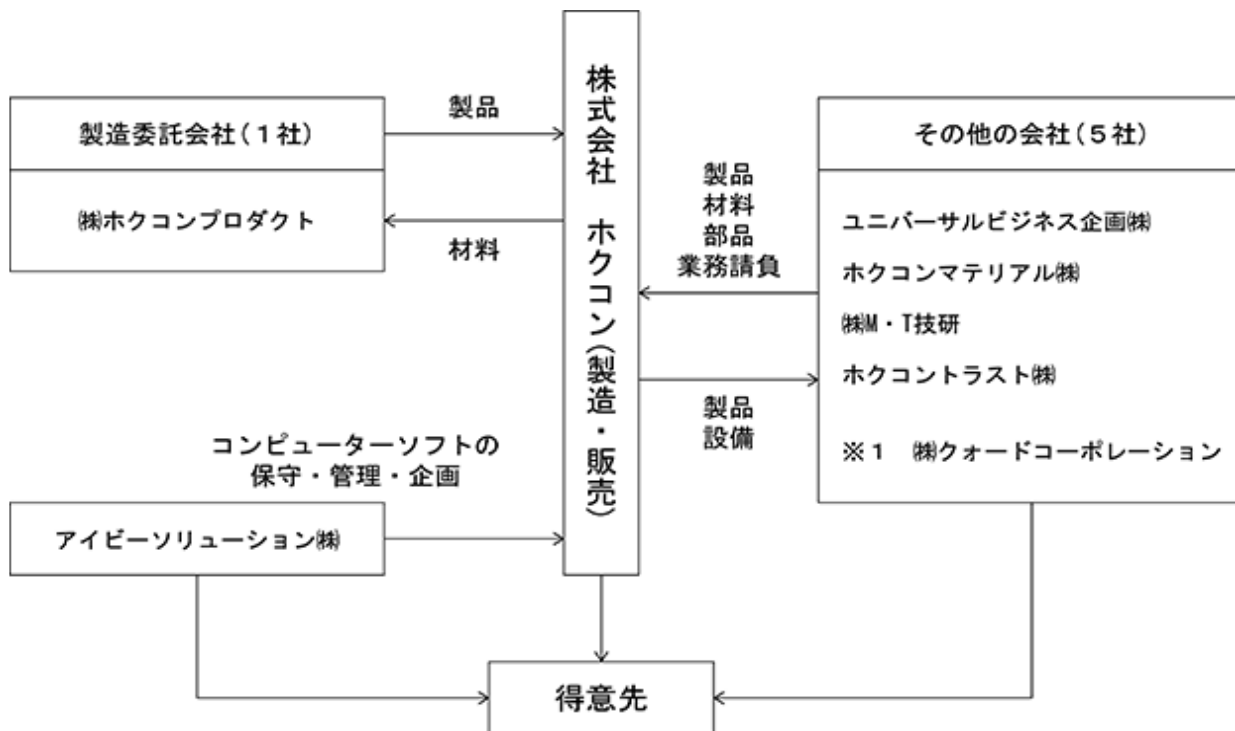 製造委託会社(1社)
㈱ホクコンプロダクト
製品
材料
コンピューターソフトの
保守・管理・企画
アイビーソリューション㈱
株式会社 ホクコン(製造・販売)
製品
材料
部品
業務請負
製品
設備
その他の会社(5社)
ユニバーサルビジネス企画㈱
ホクコンマテリアル㈱
㈱M・T技研
ホクコントラスト㈱
※1 ㈱クォードコーポレーション
得意先